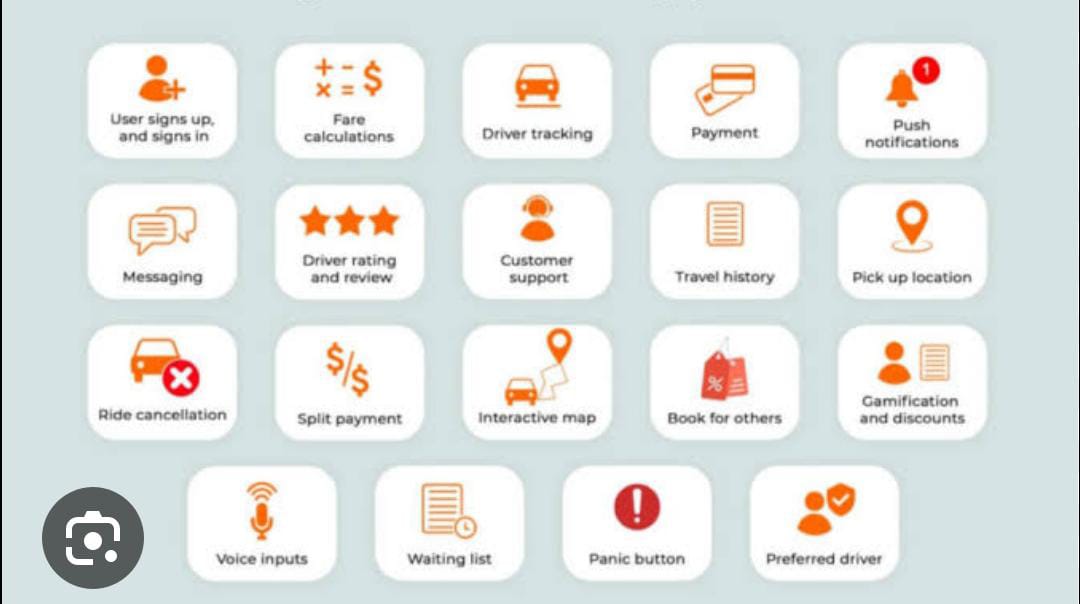 User signs up,
and signs in
+ -
x =
$
Fare
calculations
Driver tracking
Payment
1
Push
notifications
Messaging
Driver rating
and review
Customer
support
Travel history
Pick up location
Ride cancellation
$/$
Split payment
Interactive map
%
Book for others
Gamification
and discounts
Voice inputs
Waiting list
!
Panic button
Preferred driver